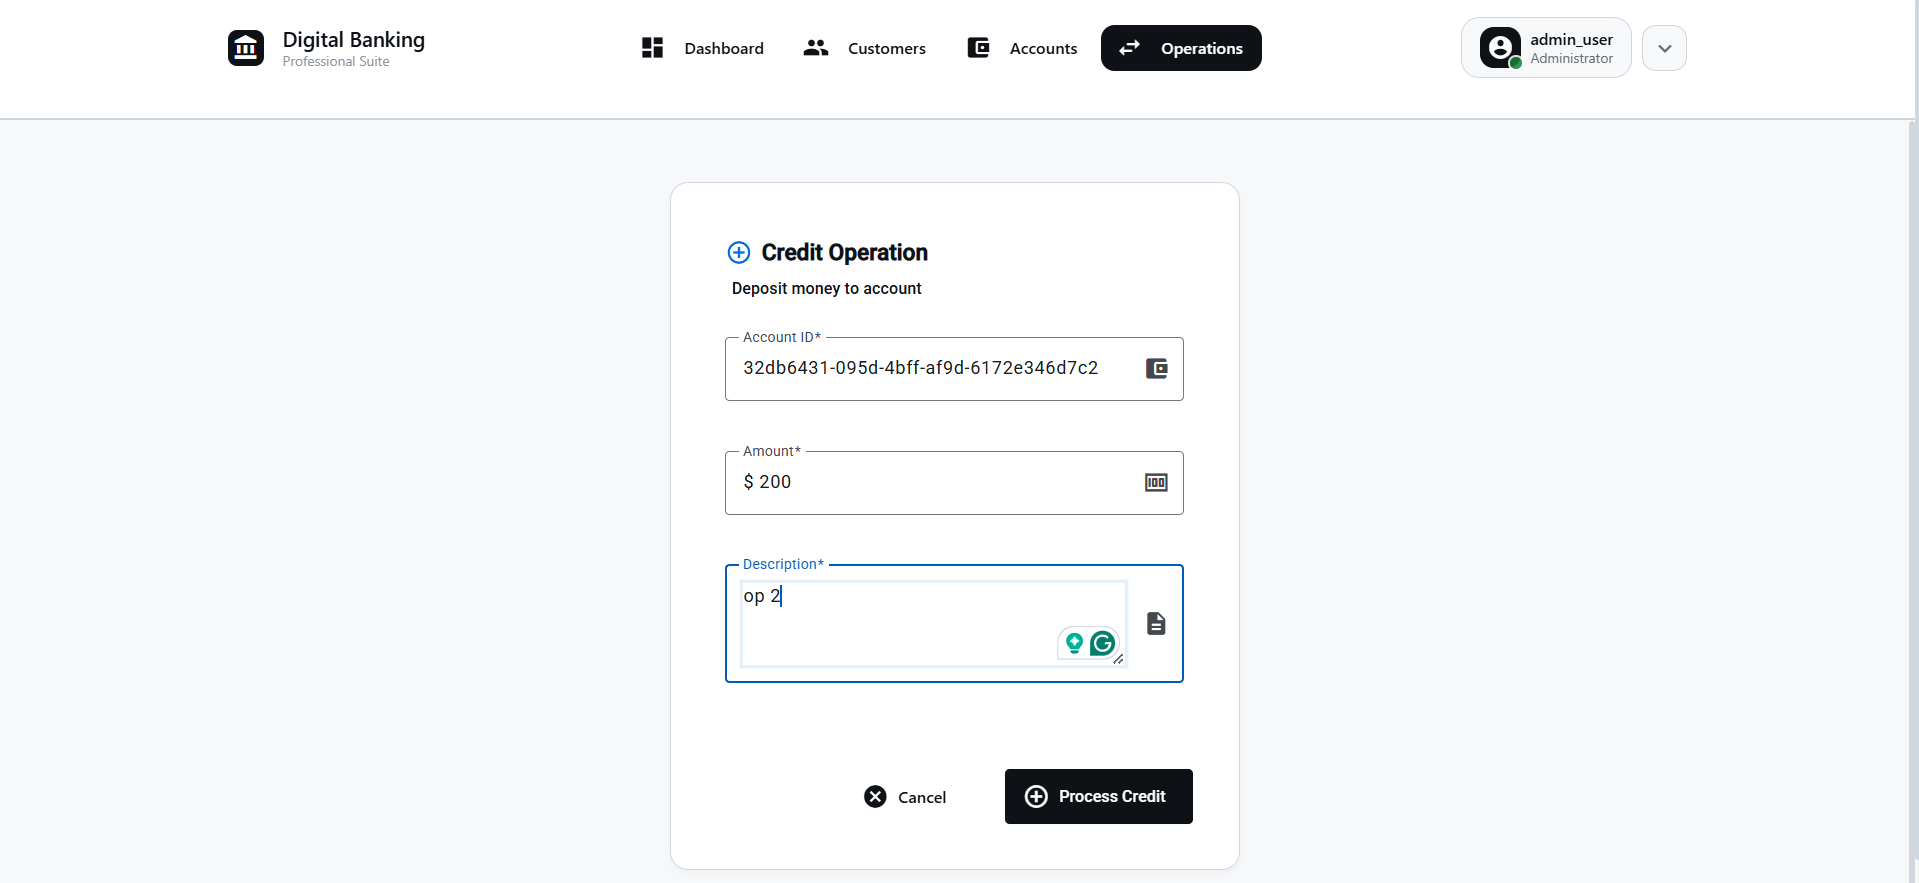 Digital Banking
Professional Suite
Dashboard
Customers
Accounts
Operations
admin_user
Administrator
Credit Operation
Deposit money to account
Account ID*
32db6431-095d-4bff-af9d-6172e346d7c2
Amount*
$ 200
Description*
op 2
Cancel
Process Credit